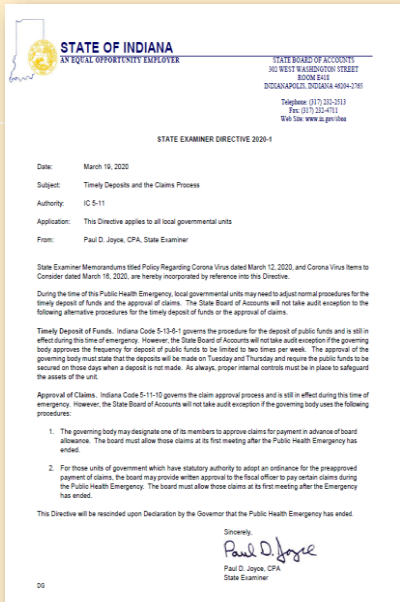 STATE OF INDIANA
AN EQUAL OPPORTUNITY EMPLOYER
STATE BOARD OF ACCOUNTS
302 WEST WASHINGTON STREET
ROOM E418
INDIANAPOLIS, INDIANA 46204-2765
Telephone: (317) 232-2513
Fax: (317) 232-4711
Web Site: www.in.gov/sboa
STATE EXAMINER DIRECTIVE 2020-1
Date: March 19, 2020
Subject: Timely Deposits and the Claims Process
Authority: IC 5-11
Application: This Directive applies to all local governmental units
From: Paul D. Joyce, CPA, State Examiner
State Examiner Memorandums titled Policy Regarding Corona Virus dated March 12, 2020, and Corona Virus Items to
Consider dated March 16, 2020, are hereby incorporated by reference into this Directive.
During the time of this Public Health Emergency, local governmental units may need to adjust normal procedures for the
timely deposit of funds and the approval of claims. The State Board of Accounts will not take audit exception to the
following alternative procedures for the timely deposit of funds or the approval of claims.
Timely Deposit of Funds. Indiana Code 5-13-6-1 governs the procedure for the deposit of public funds and is still in
effect during this time of emergency. However, the State Board of Accounts will not take audit exception if the governing
body approves the frequency for deposit of public funds to be limited to two times per week. The approval of the
governing body must state that the deposits will be made on Tuesday and Thursday and require the public funds to be
secured on those days when a deposit is not made. As always, proper internal controls must be in place to safeguard
the assets of the unit.
Approval of Claims. Indiana Code 5-11-10 governs the claim approval process and is still in effect during this time of
emergency. However, the State Board of Accounts will not take audit exception if the governing body uses the following
procedures:
1. The governing body may designate one of its members to approve claims for payment in advance of board
allowance. The board must allow those claims at its first meeting after the Public Health Emergency has
ended.
2. For those units of government which have statutory authority to adopt an ordinance for the preapproved
payment of claims, the board may provide written approval to the fiscal officer to pay certain claims during
the Public Health Emergency. The board must allow those claims at its first meeting after the Emergency
has ended.
This Directive will be rescinded upon Declaration by the Governor that the Public Health Emergency has ended.
Sincerely,
Paul D. Joyce
Paul D. Joyce, CPA
State Examiner
DG